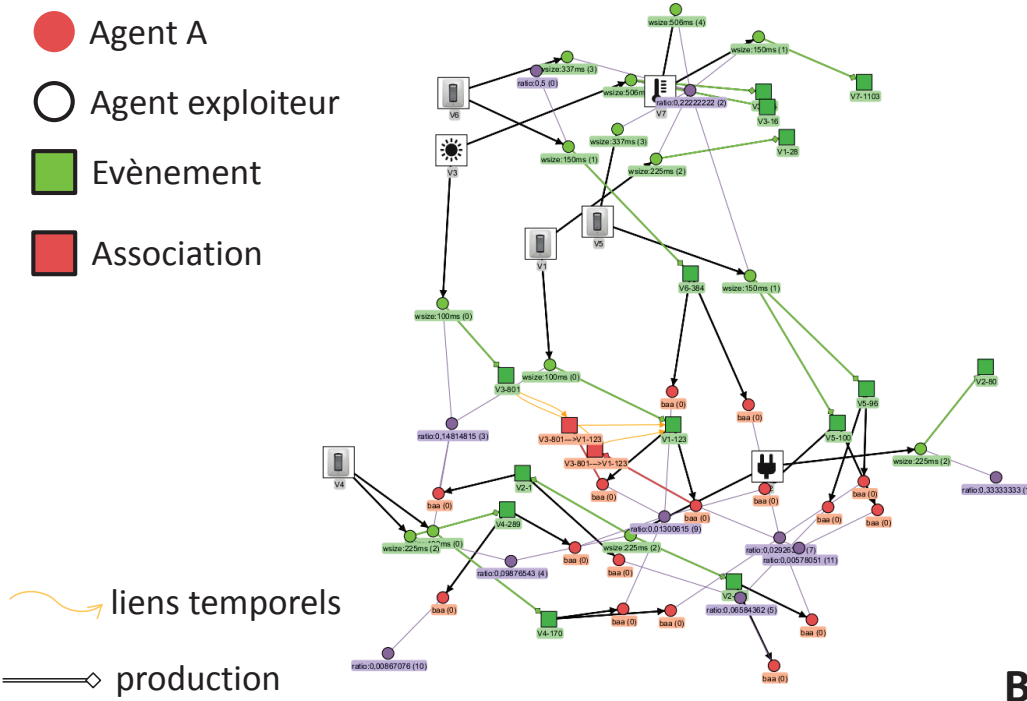 Agent A
Agent exploiteur
Evènement
Association
liens temporels
production
wsize:506ms (4)
wsize:150ms (1)
wsize:337ms (3)
ratio:0,5 (0)
V6
wsize:506m
V7
ratio:0,22222222 (2)
V3-16
V7-1103
V3
wsize:337ms (3)
V1-28
wsize:150ms (1)
wsize:225ms (2)
V5
V1
V6-384
wsize:150ms (1)
wsize:100ms (0)
V2-80
wsize:100ms (0)
V3-801
V5-96
baa (0)
baa (0)
ratio:0,14814815 (3)
V3-801--->V1-123
V1-123
V5-100
V3-801--->V1-123
wsize:225ms (2)
V4
V2-1
baa (0)
baa (0)
ratio:0,33333333 (
baa (0)
baa (0)
baa (0)
baa (0)
baa (0)
V4-289
ratio:0,01300615 (9)
wsize:225ms (2)
wsize:225ms (2)
baa (0)
ratio:0,00578051 (11)
ratio:0,09876543 (4)
baa (0)
baa (0)
ratio:0,06584362 (5)
baa (0)
baa (0)
V4-170
baa (0)
ratio:0,00867076 (10)
baa (0)
B